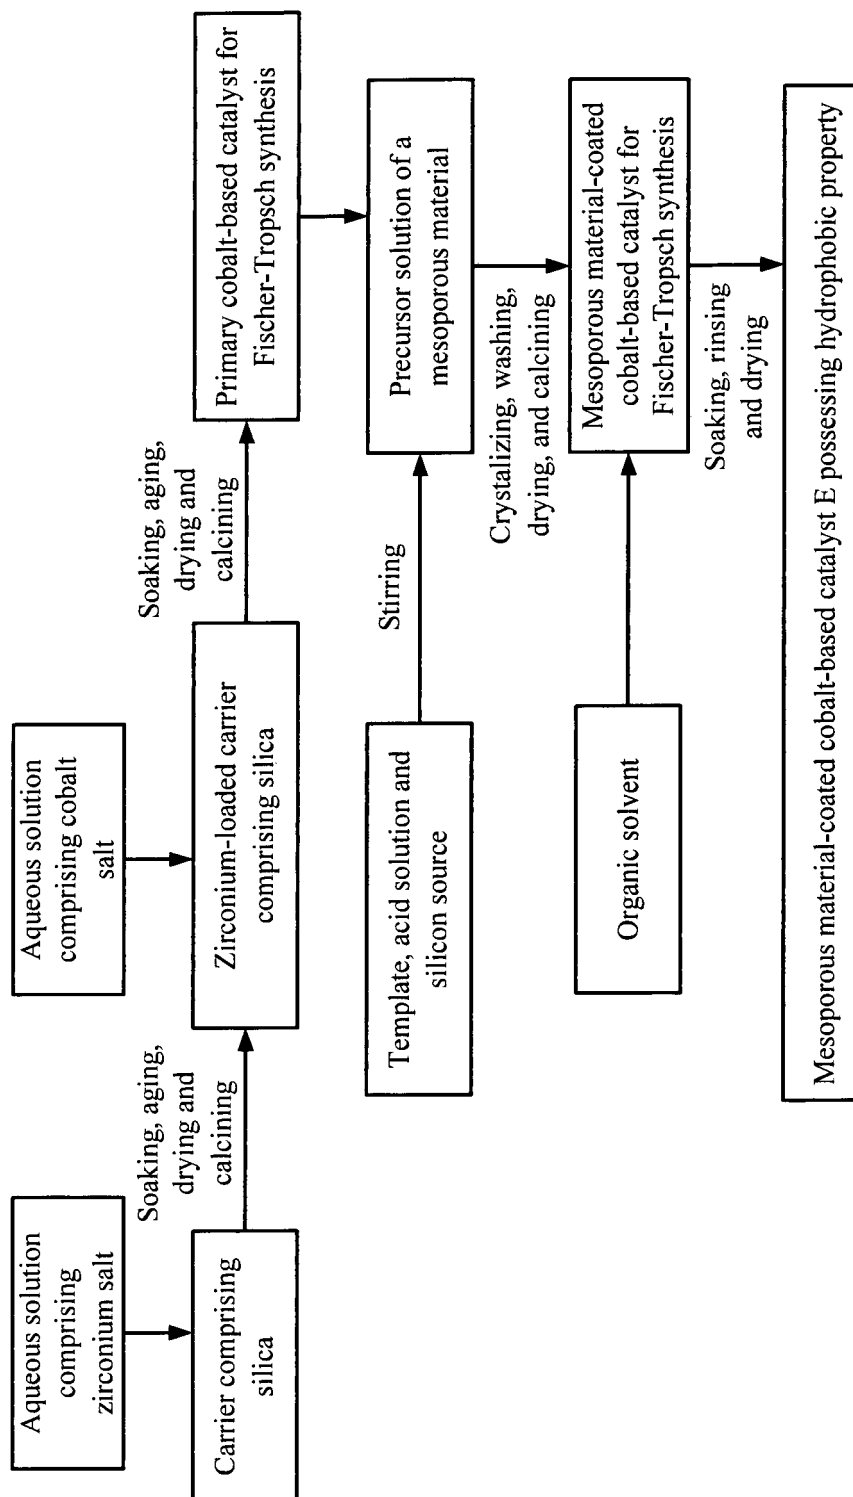 Aqueous solution
comprising
zirconium salt
Aqueous solution
comprising cobalt
salt
Carrier comprising
silica
Soaking, aging,
drying and
calcining
Zirconium-loaded carrier
comprising silica
Soaking, aging,
drying and
calcining
Primary cobalt-based catalyst for
Fischer-Tropsch synthesis
Template, acid solution and
silicon source
Stirring
Precursor solution of a
mesoporous material
Crystalizing, washing,
drying, and calcining
Organic solvent
Mesoporous material-coated
cobalt-based catalyst for
Fischer-Tropsch synthesis
Soaking, rinsing
and drying
Mesoporous material-coated cobalt-based catalyst E possessing hydrophobic property